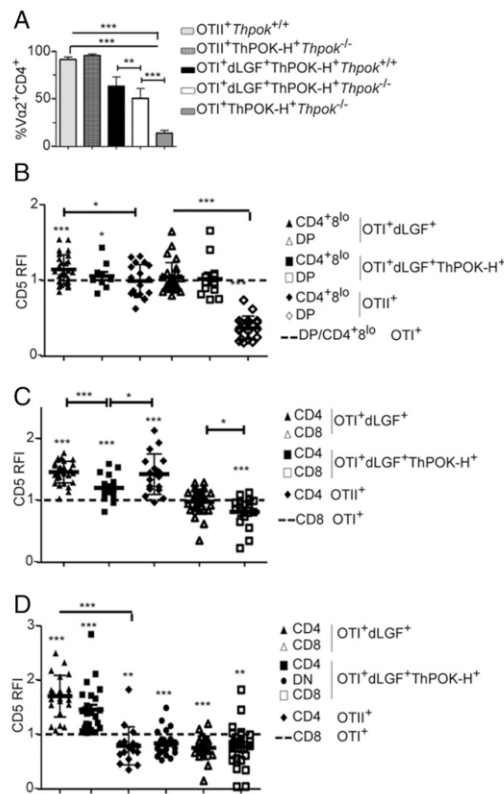 A
***
***
**
***
%Vα2⁺CD4⁺
100
50
0
OTII⁺Thpok⁺/⁺
OTII⁺ThPOK-H⁺Thpok⁻/⁻
OTI⁺dLGF⁺ThPOK-H⁺Thpok⁺/⁺
OTI⁺dLGF⁺ThPOK-H⁺Thpok⁻/⁻
OTI⁺ThPOK-H⁺Thpok⁻/⁻
B
*
***
***
*
***
CD5 RFI
2
1
0
CD4⁺8ˡᵒ
DP
OTI⁺dLGF⁺
CD4⁺8ˡᵒ
DP
OTI⁺dLGF⁺ThPOK-H⁺
CD4⁺8ˡᵒ
DP
OTII⁺
DP/CD4⁺8ˡᵒ OTI⁺
C
***
*
***
***
***
*
***
CD5 RFI
2
1
0
CD4
CD8
OTI⁺dLGF⁺
CD4
CD8
OTI⁺dLGF⁺ThPOK-H⁺
CD4 OTII⁺
CD8 OTI⁺
D
***
***
***
**
***
***
**
CD5 RFI
3
2
1
0
CD4
CD8
OTI⁺dLGF⁺
CD4
DN
CD8
OTI⁺dLGF⁺ThPOK-H⁺
CD4 OTII⁺
CD8 OTI⁺